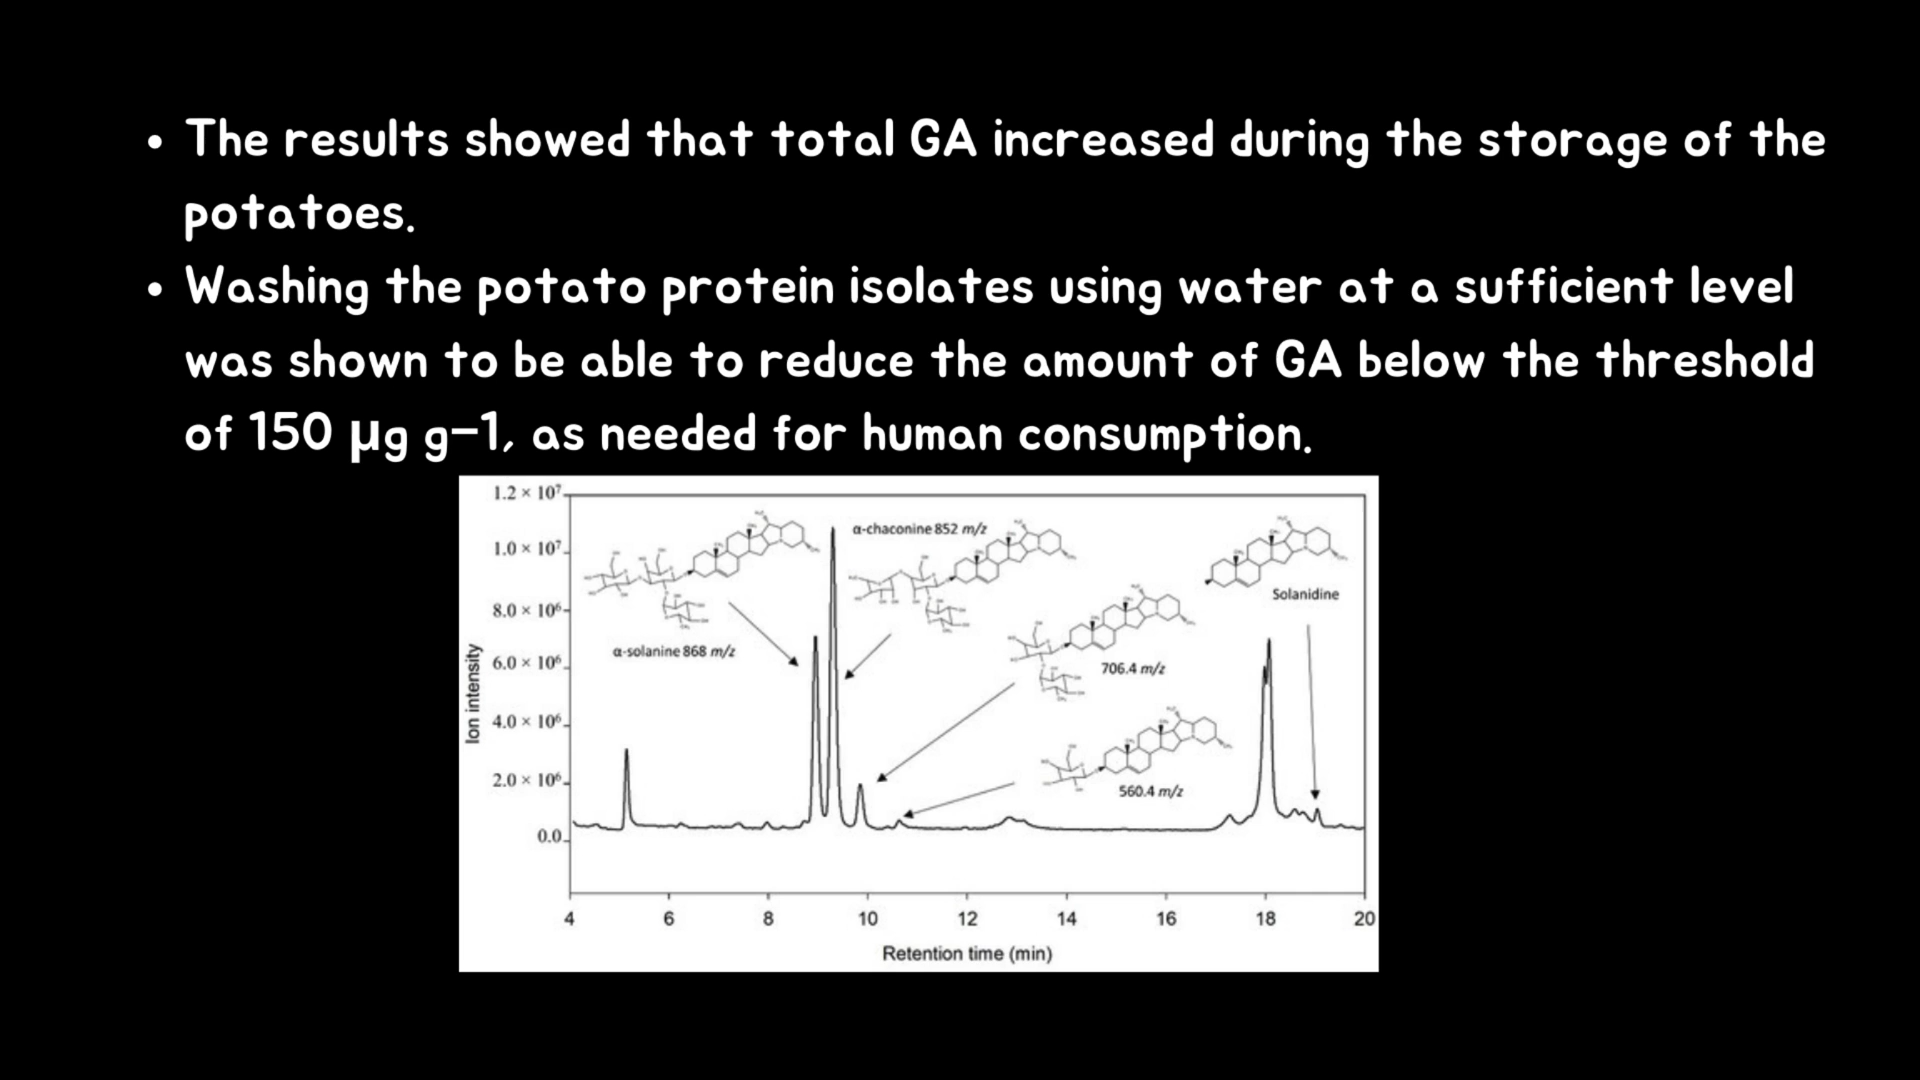 • The results showed that total GA increased during the storage of the
potatoes.
• Washing the potato protein isolates using water at a sufficient level
was shown to be able to reduce the amount of GA below the threshold
of 150 µg g−1, as needed for human consumption.
1.2 × 10⁷
1.0 × 10⁷
8.0 × 10⁶
6.0 × 10⁶
4.0 × 10⁶
2.0 × 10⁶
0.0
Ion intensity
α-solanine 868 m/z
α-chaconine 852 m/z
706.4 m/z
560.4 m/z
Solanidine
4 6 8 10 12 14 16 18 20
Retention time (min)